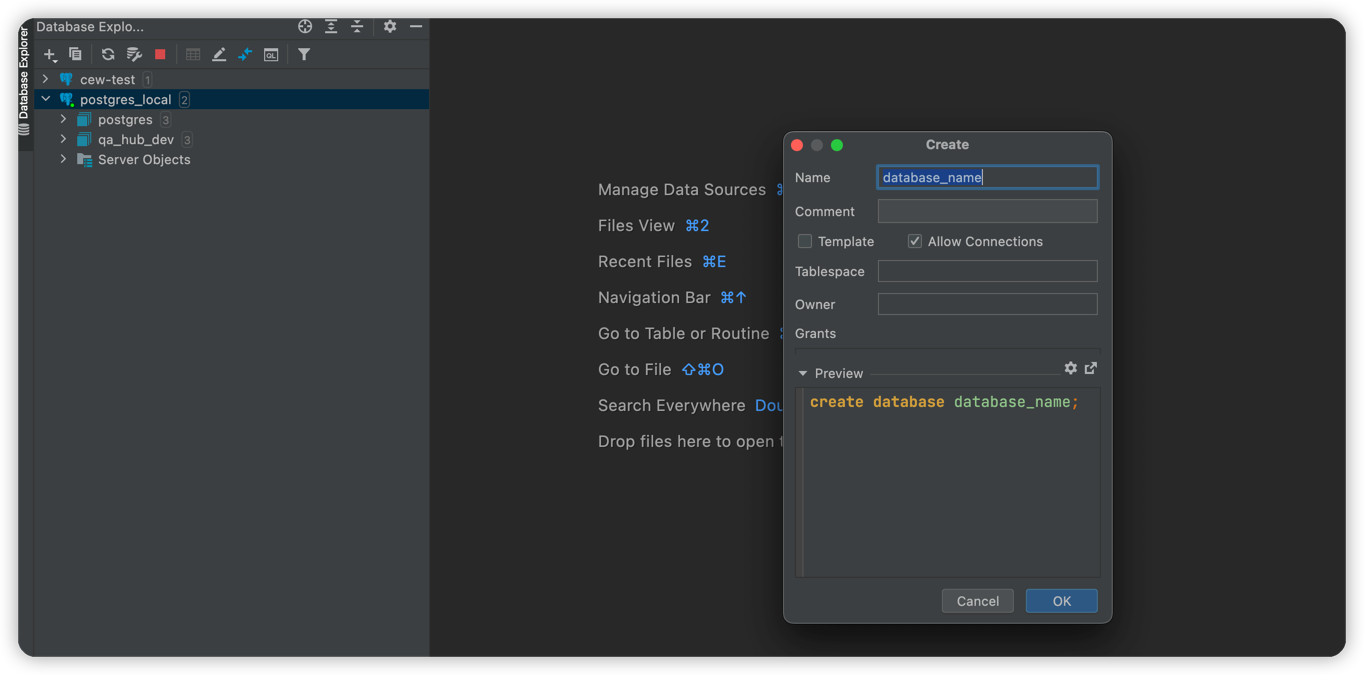 Database Explo...
Database Explorer
cew-test 1
postgres_local 2
postgres 3
qa_hub_dev 3
Server Objects
Manage Data Sources
Files View ⌘2
Recent Files ⌘E
Navigation Bar ⌘↑
Go to Table or Routine
Go to File ⇧⌘O
Search Everywhere Dou
Drop files here to open
Create
Name database_name
Comment
Template Allow Connections
Tablespace
Owner
Grants
Preview
create database database_name;
Cancel OK